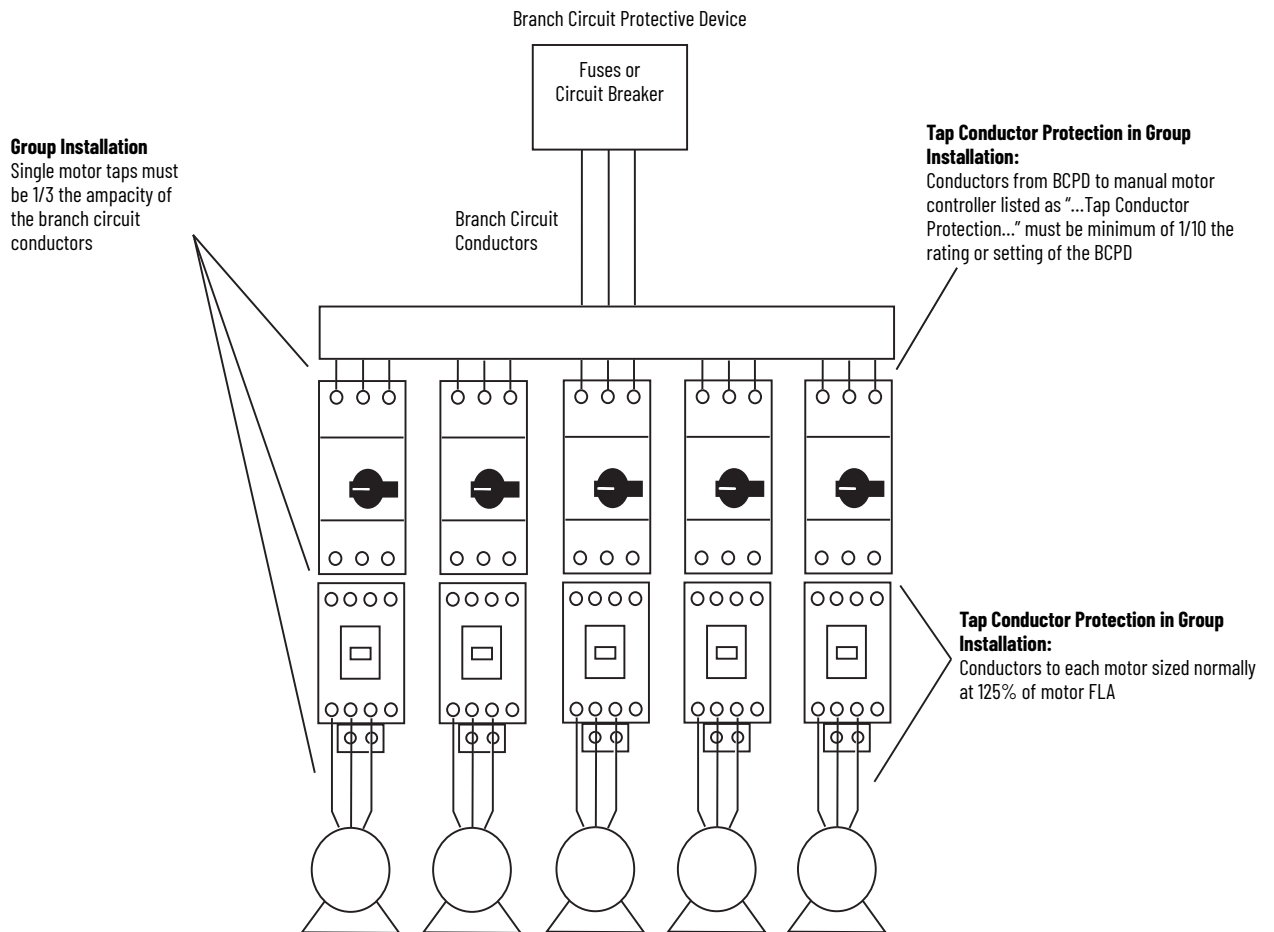 Branch Circuit Protective Device
Fuses or
Circuit Breaker
Group Installation
Single motor taps must
be 1/3 the ampacity of
the branch circuit
conductors
Branch Circuit
Conductors
Tap Conductor Protection in Group
Installation:
Conductors from BCPD to manual motor
controller listed as “...Tap Conductor
Protection...” must be minimum of 1/10 the
rating or setting of the BCPD
Tap Conductor Protection in Group
Installation:
Conductors to each motor sized normally
at 125% of motor FLA